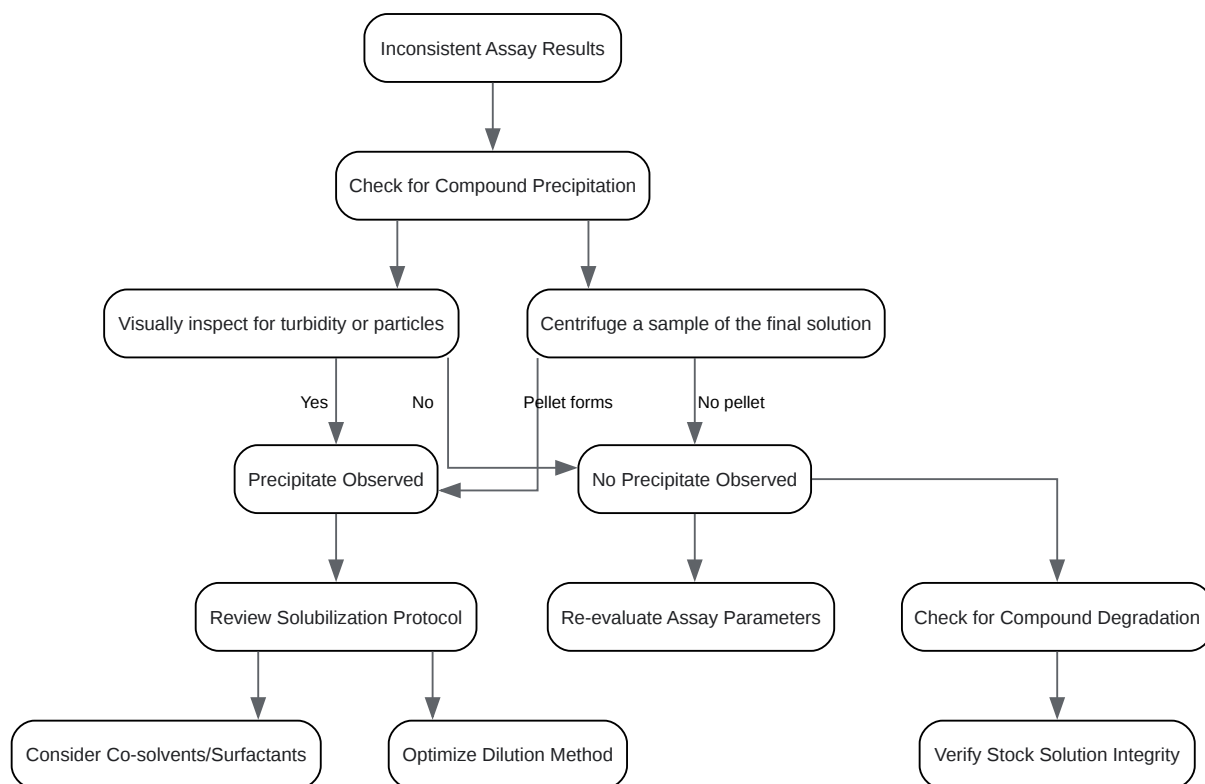 Inconsistent Assay Results
Check for Compound Precipitation
Visually inspect for turbidity or particles
Centrifuge a sample of the final solution
Yes
No
Pellet forms
No pellet
Precipitate Observed
No Precipitate Observed
Review Solubilization Protocol
Re-evaluate Assay Parameters
Check for Compound Degradation
Consider Co-solvents/Surfactants
Optimize Dilution Method
Verify Stock Solution Integrity